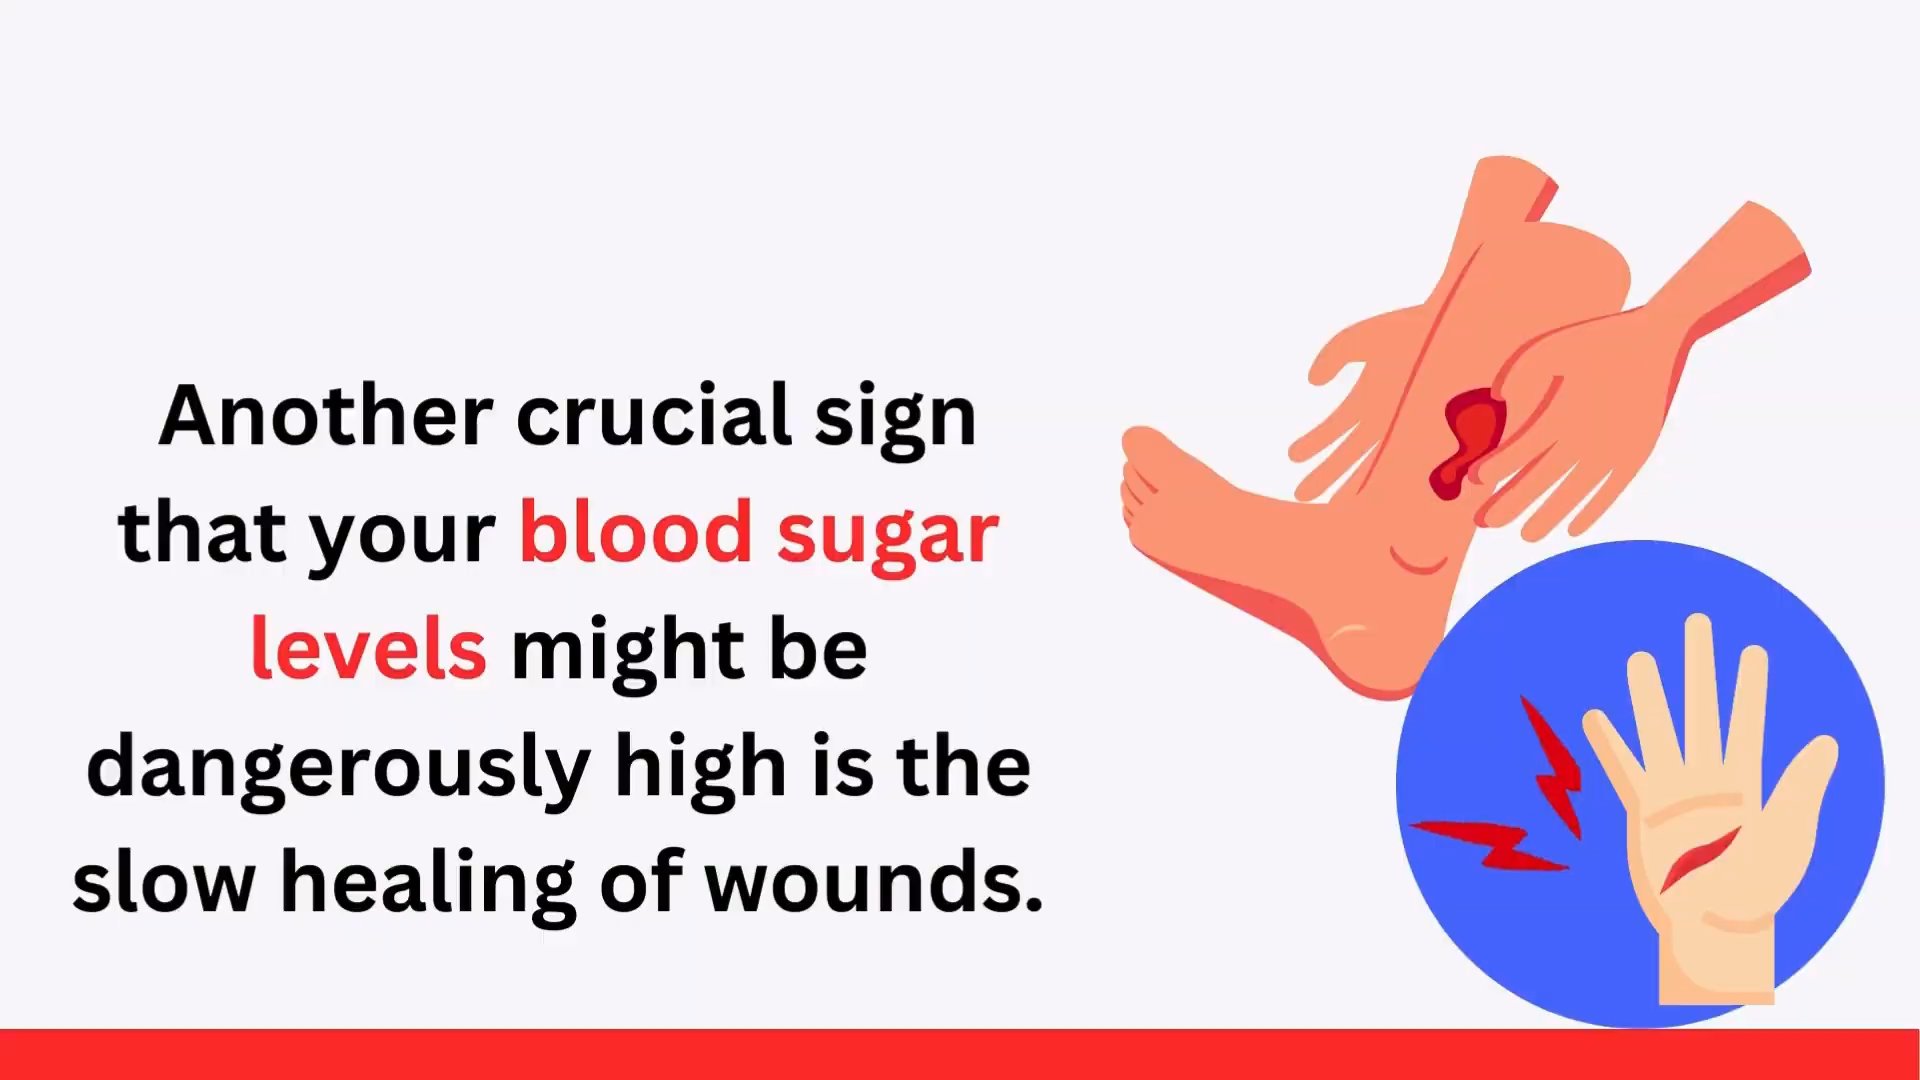 Another crucial sign
that your blood sugar
levels might be
dangerously high is the
slow healing of wounds.